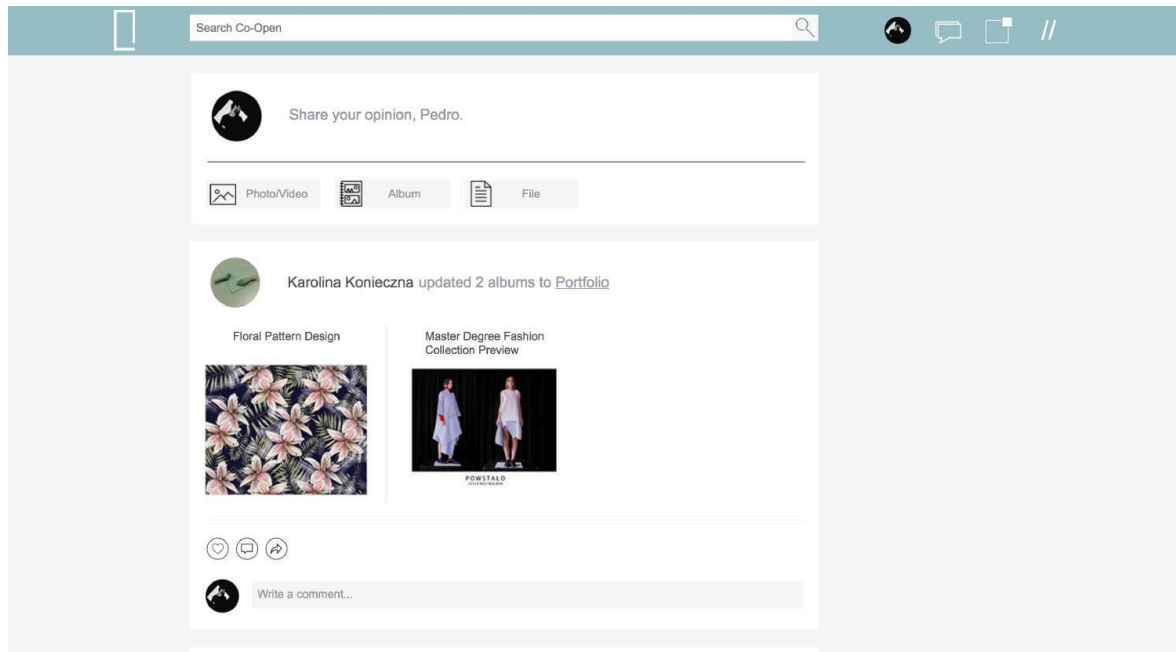 Search Co-Open
//
Share your opinion, Pedro.
Photo/Video
Album
File
Karolina Konieczna updated 2 albums to Portfolio
Floral Pattern Design
Master Degree Fashion
Collection Preview
POWSTAŁO
Write a comment...